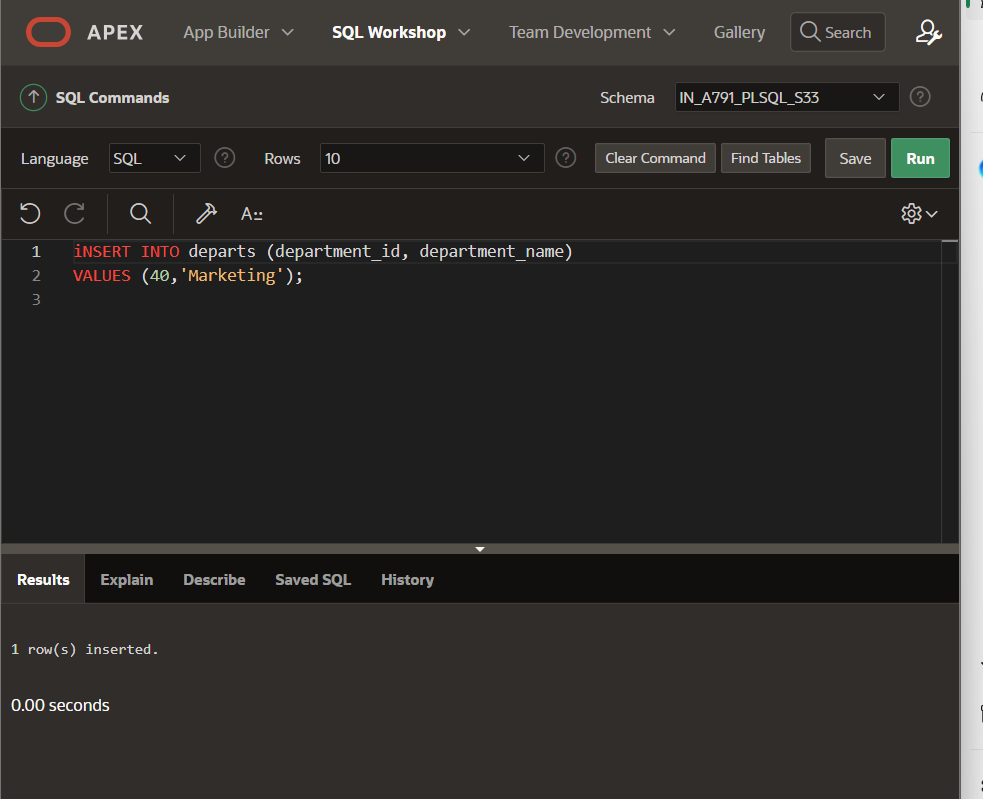 APEX App Builder SQL Workshop Team Development Gallery Search
SQL Commands Schema IN_A791_PLSQL_S33 ?
Language SQL ? Rows 10 ? Clear Command Find Tables Save Run
A::
1 iNSERT INTO departs (department_id, department_name)
2 VALUES (40,'Marketing');
3
Results Explain Describe Saved SQL History
1 row(s) inserted.
0.00 seconds